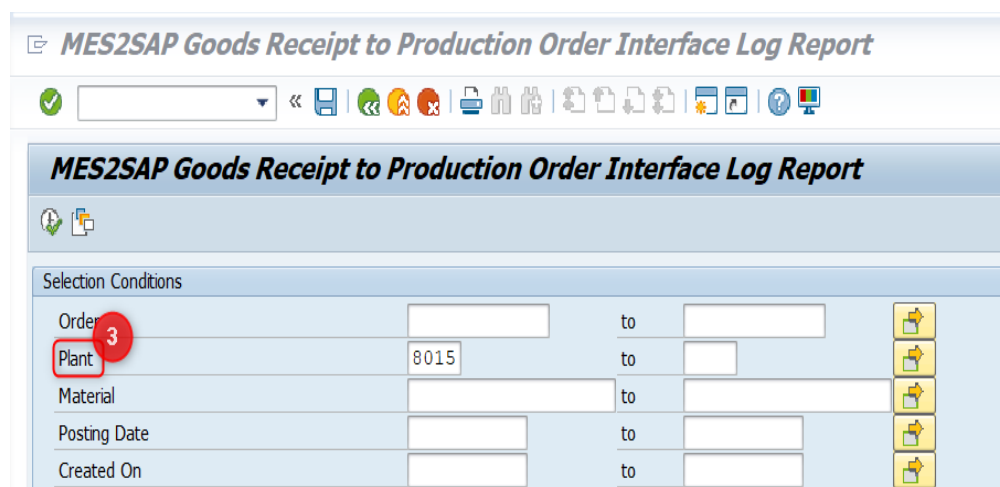 MES2SAP Goods Receipt to Production Order Interface Log Report
MES2SAP Goods Receipt to Production Order Interface Log Report
Selection Conditions
Order to
3
Plant 8015 to
Material to
Posting Date to
Created On to